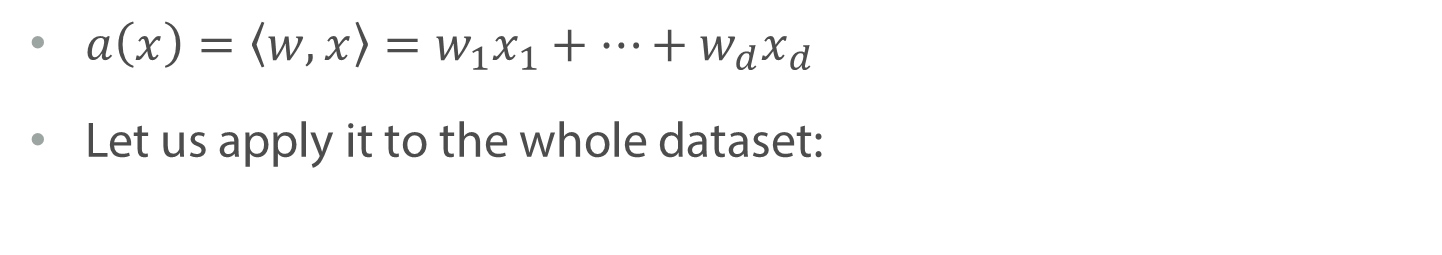 • a(x) = ⟨w, x⟩ = w₁x₁ + ⋯ + w_d x_d
• Let us apply it to the whole dataset: